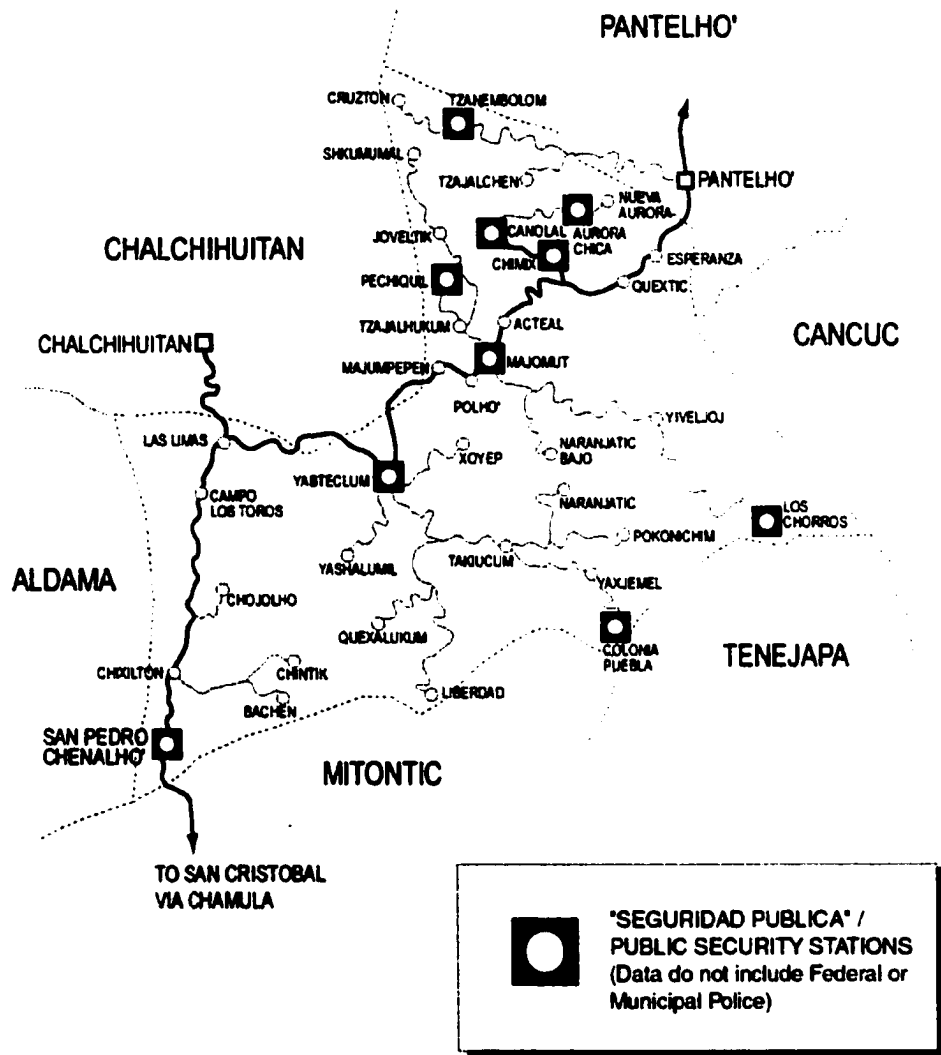 PANTELHO'
CRUZTON
TZANEMBOLOM
SHKUMUMAL
TZAJALCHEN
PANTELHO'
NUEVA
AURORA
CANOLAL
AURORA
CHICA
JOVELTIK
CHALCHIHUITAN
CHIMIX
ESPERANZA
PECHIQUIL
QUEXTIC
TZAJALHUKUM
ACTEAL
CANCUC
CHALCHIHUITAN
MAJUMPEPEN
MAJOMUT
POLHO'
YIVELJOJ
LAS LIMAS
XOYEP
NARANJATIC
BAJO
YABTECLUM
CAMPO
LOS TOROS
NARANJATIC
LOS
CHORROS
POKONICHIM
YASHALUMIL
TAKIUCUM
ALDAMA
YAXJEMEL
CHOJOLHO
QUEXALUKUM
COLONIA
PUEBLA
TENEJAPA
CHIXILTON
CHINTIK
LIBERDAD
BACHEN
SAN PEDRO
CHENALHO'
MITONTIC
TO SAN CRISTOBAL
VIA CHAMULA
"SEGURIDAD PUBLICA" /
PUBLIC SECURITY STATIONS
(Data do not include Federal or
Municipal Police)